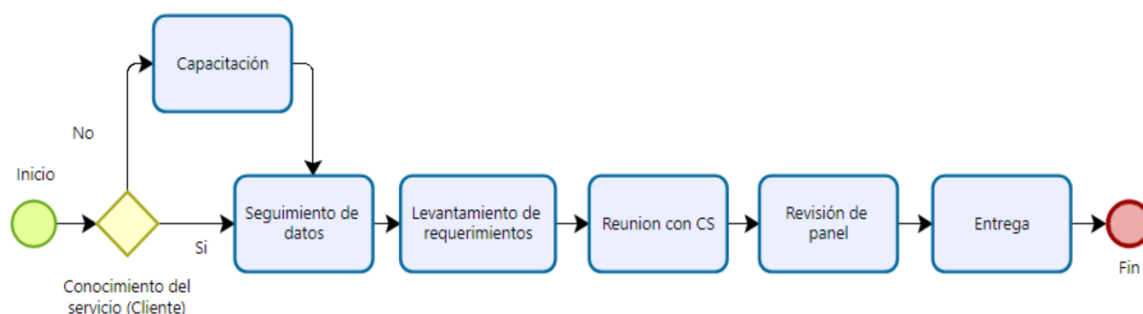 Capacitación
No
Inicio
Seguimiento de
datos
Levantamiento de
requerimientos
Reunion con CS
Revisión de
panel
Entrega
Si
Fin
Conocimiento del
servicio (Cliente)